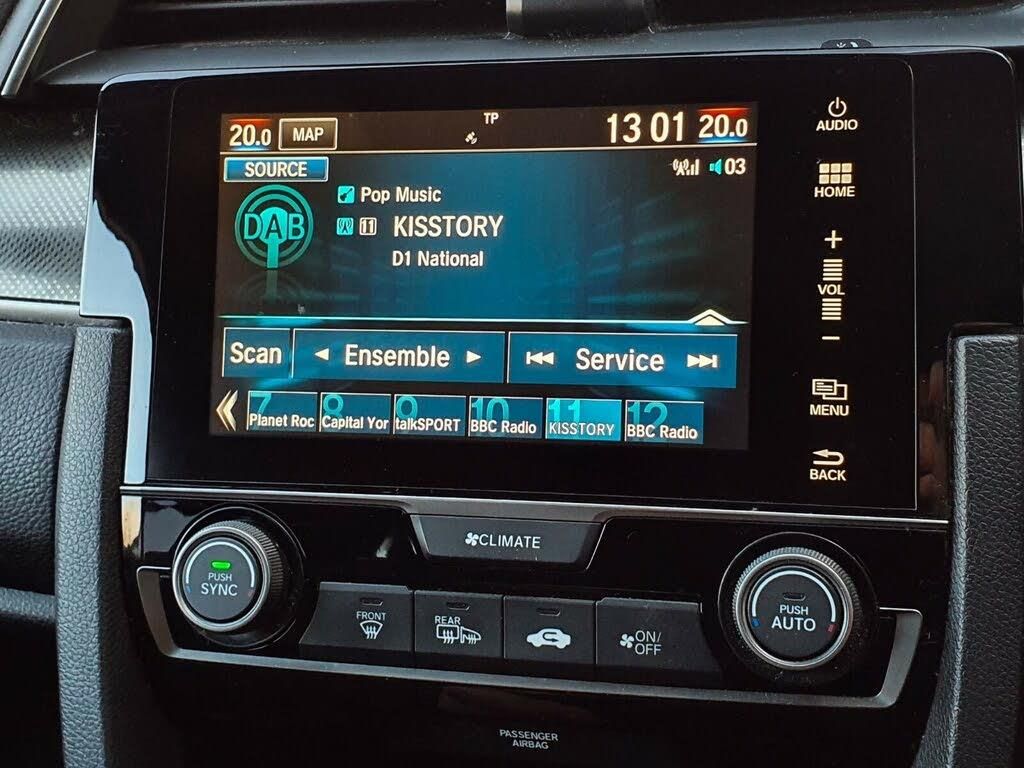 20.0 MAP TP 13 01 20.0
SOURCE 03
Pop Music
DAB 11 KISSTORY
D1 National
Scan Ensemble Service
7 8 9 10 11 12
Planet Roc Capital Yor talkSPORT BBC Radio KISSTORY BBC Radio
AUDIO
HOME
+
VOL
−
MENU
BACK
CLIMATE
PUSH
SYNC
FRONT
REAR
ON/
OFF
PUSH
AUTO
PASSENGER
AIRBAG